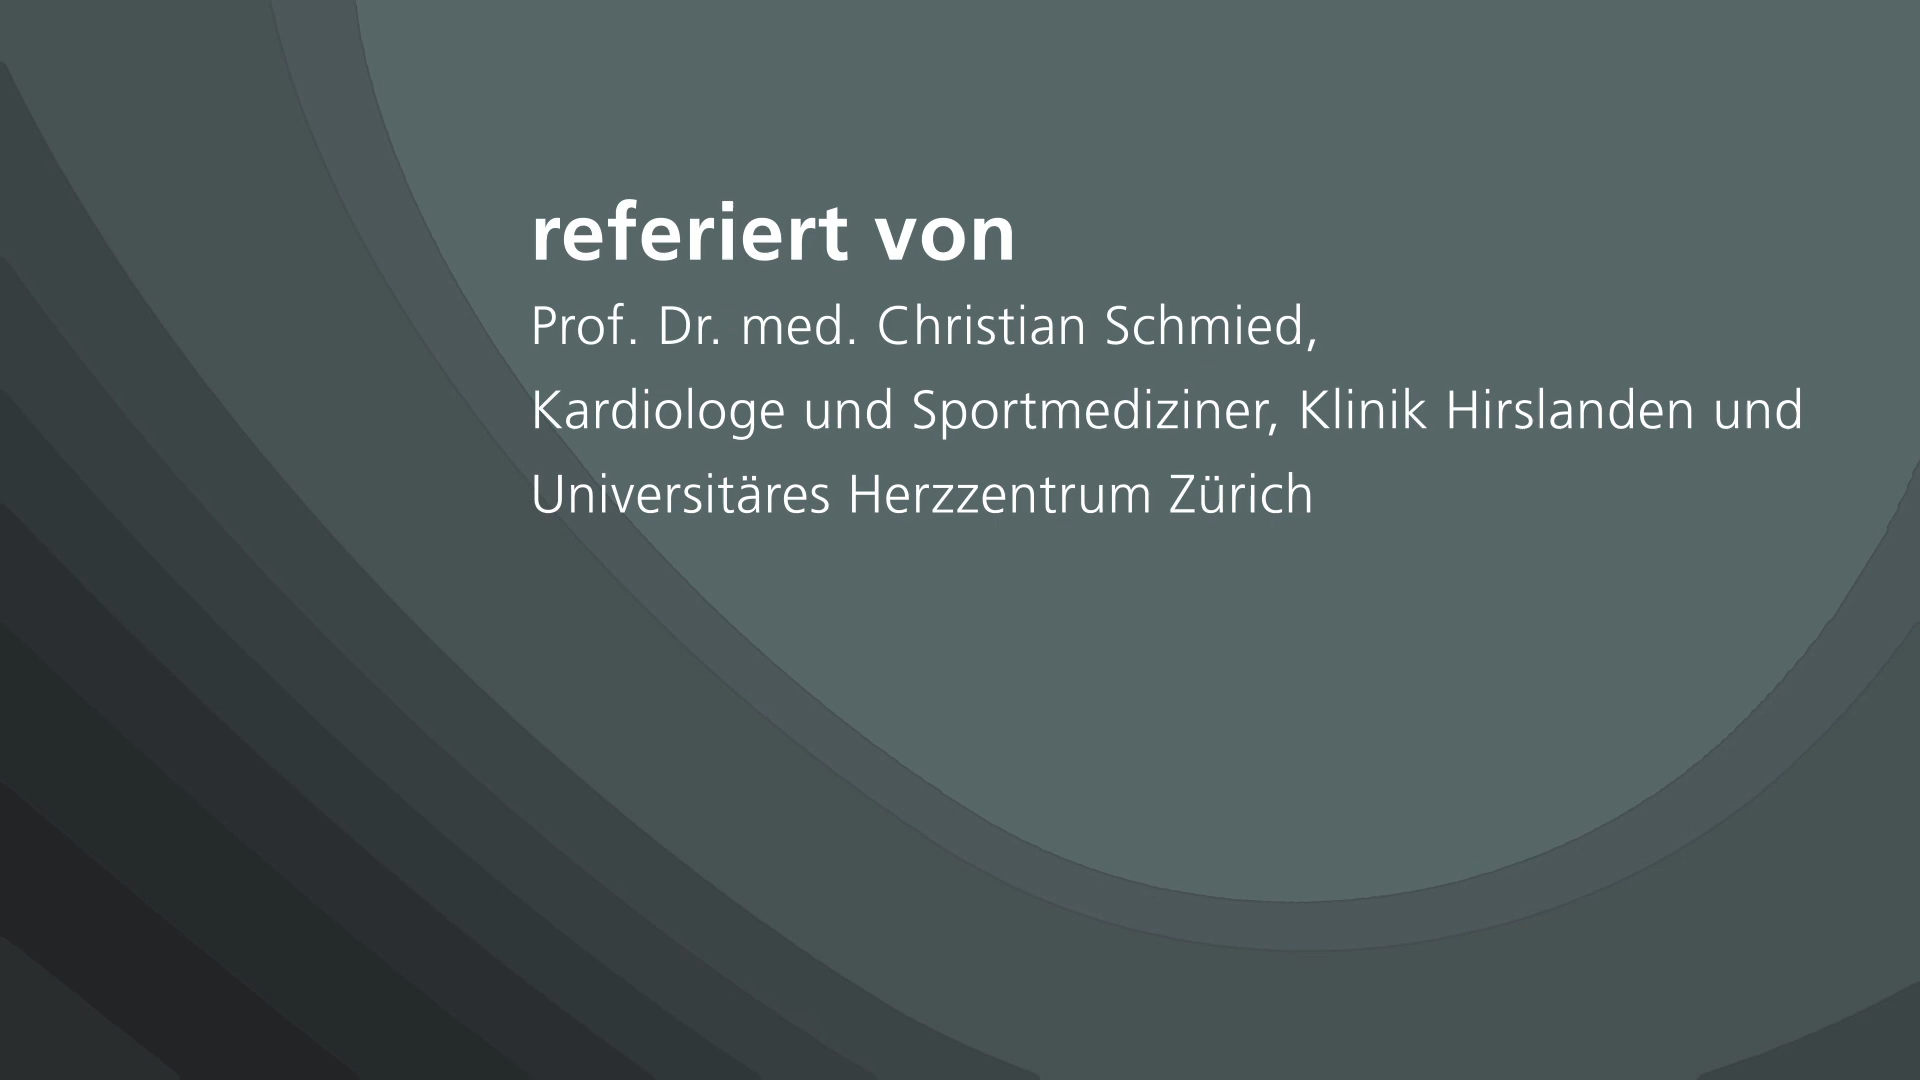 referiert von
Prof. Dr. med. Christian Schmied,
Kardiologe und Sportmediziner, Klinik Hirslanden und
Universitäres Herzzentrum Zürich